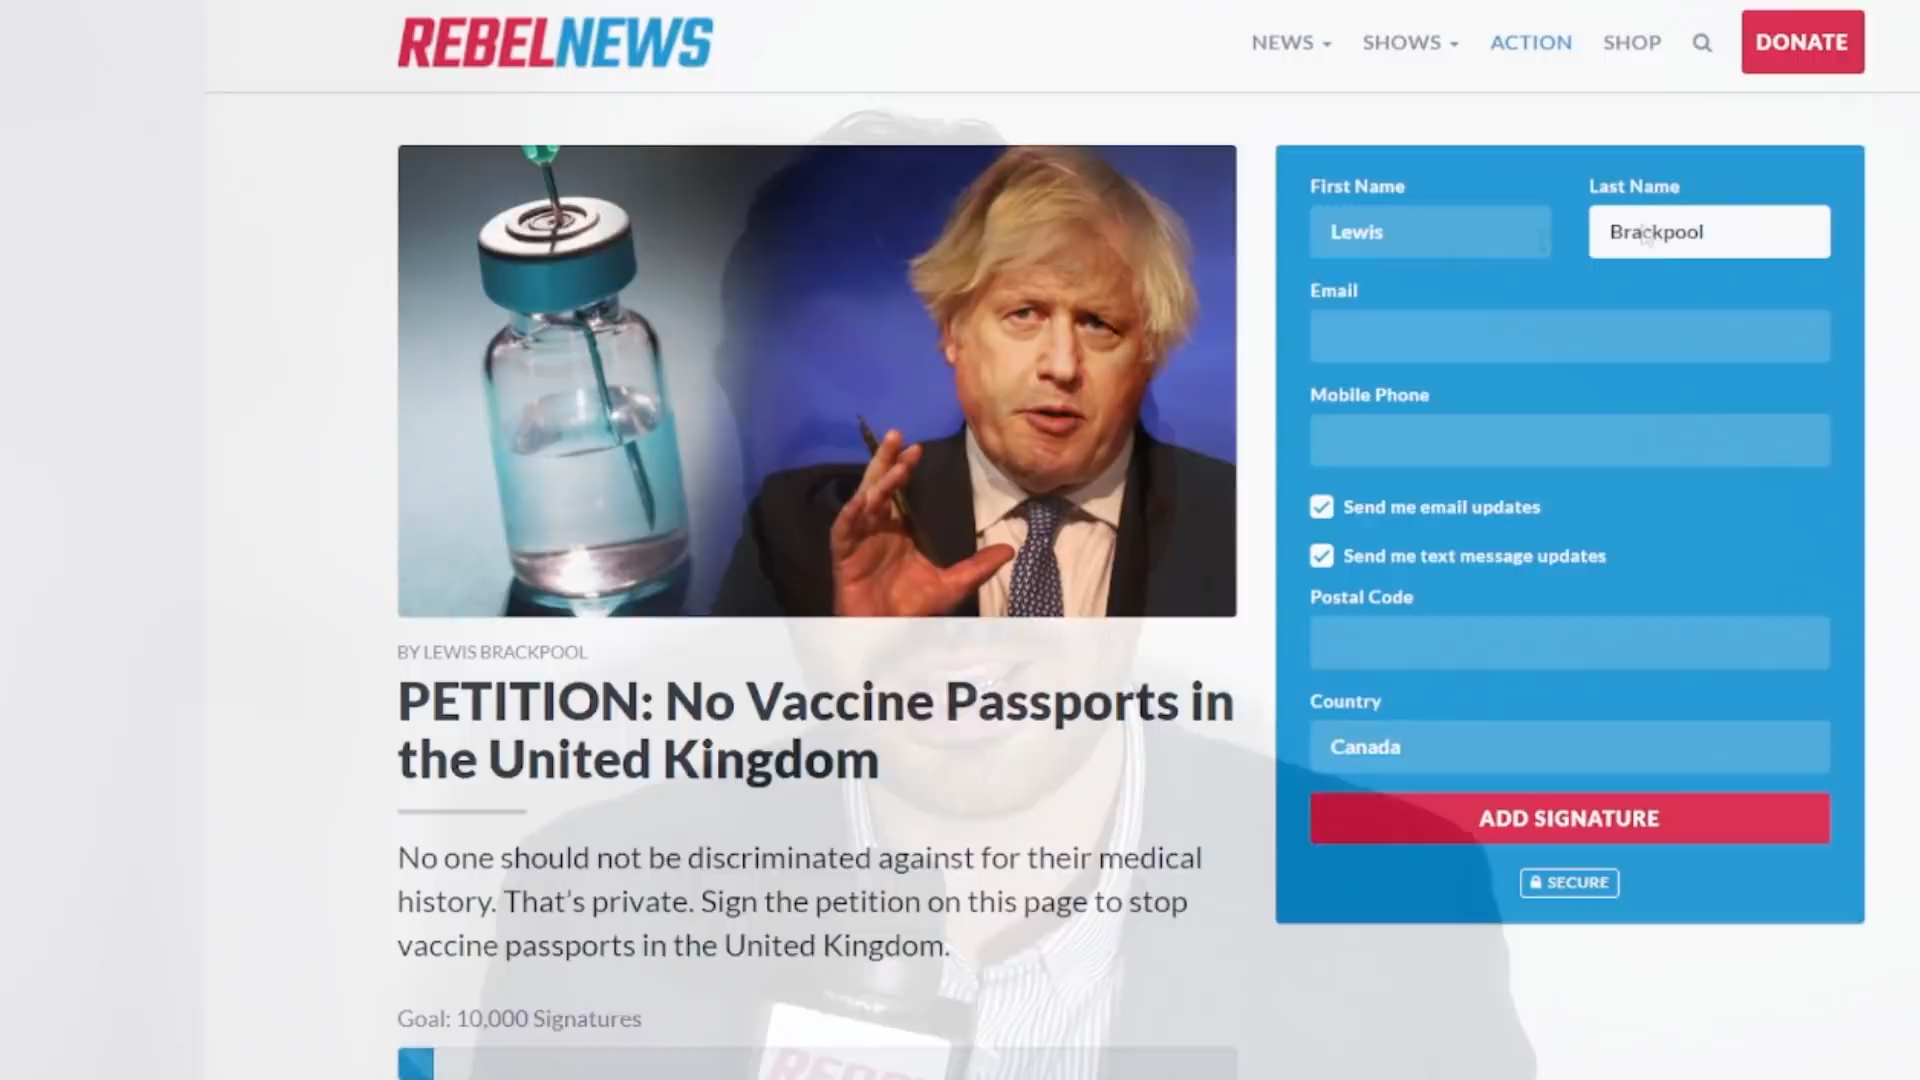 REBELNEWS
NEWS
SHOWS
ACTION
SHOP
DONATE
First Name
Last Name
Lewis
Brackpool
Email
Mobile Phone
Send me email updates
Send me text message updates
Postal Code
Country
Canada
ADD SIGNATURE
SECURE
BY LEWIS BRACKPOOL
PETITION: No Vaccine Passports in
the United Kingdom
No one should not be discriminated against for their medical
history. That's private. Sign the petition on this page to stop
vaccine passports in the United Kingdom.
Goal: 10,000 Signatures
REBEL